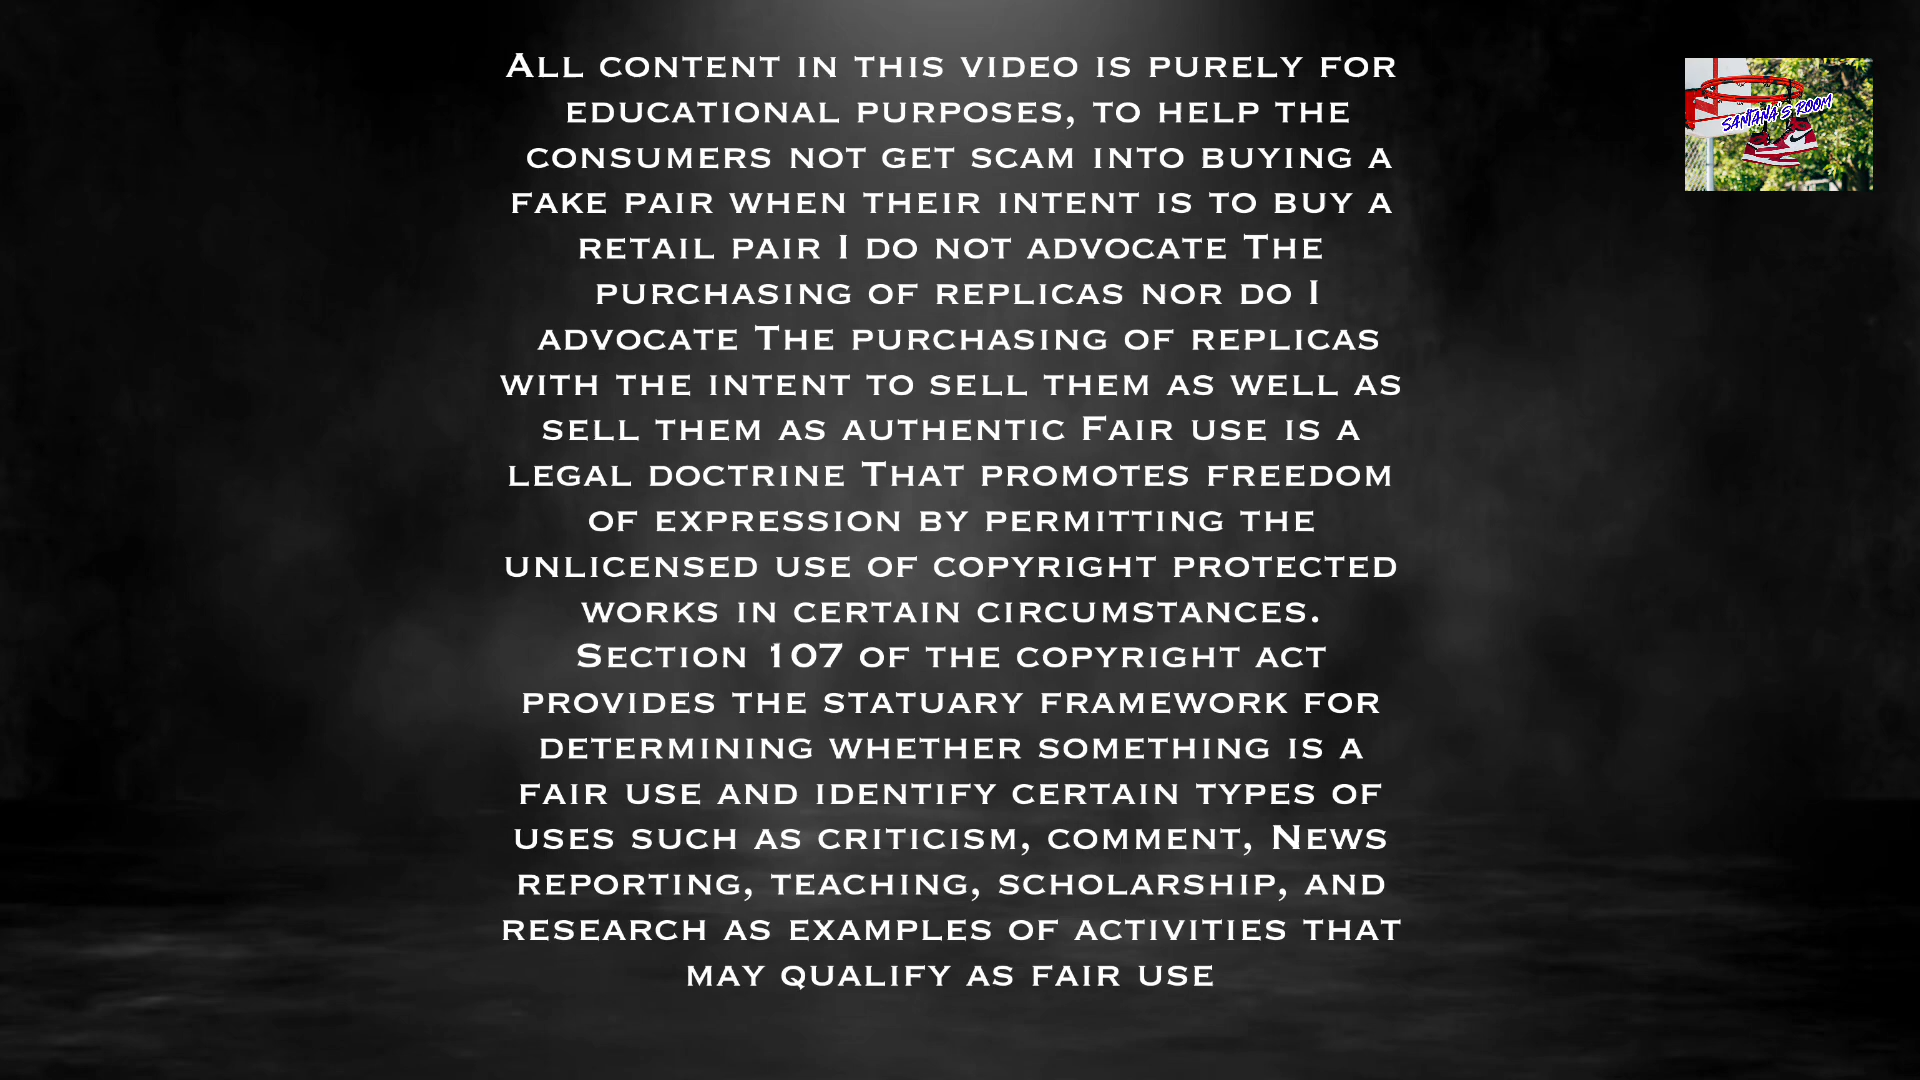 All content in this video is purely for
educational purposes, to help the
consumers not get scam into buying a
fake pair when their intent is to buy a
retail pair I do not advocate The
purchasing of replicas nor do I
advocate The purchasing of replicas
with the intent to sell them as well as
sell them as authentic Fair use is a
legal doctrine That promotes freedom
of expression by permitting the
unlicensed use of copyright protected
works in certain circumstances.
Section 107 of the copyright act
provides the statuary framework for
determining whether something is a
fair use and identify certain types of
uses such as criticism, comment, News
reporting, teaching, scholarship, and
research as examples of activities that
may qualify as fair use
SANTANA'S ROOM